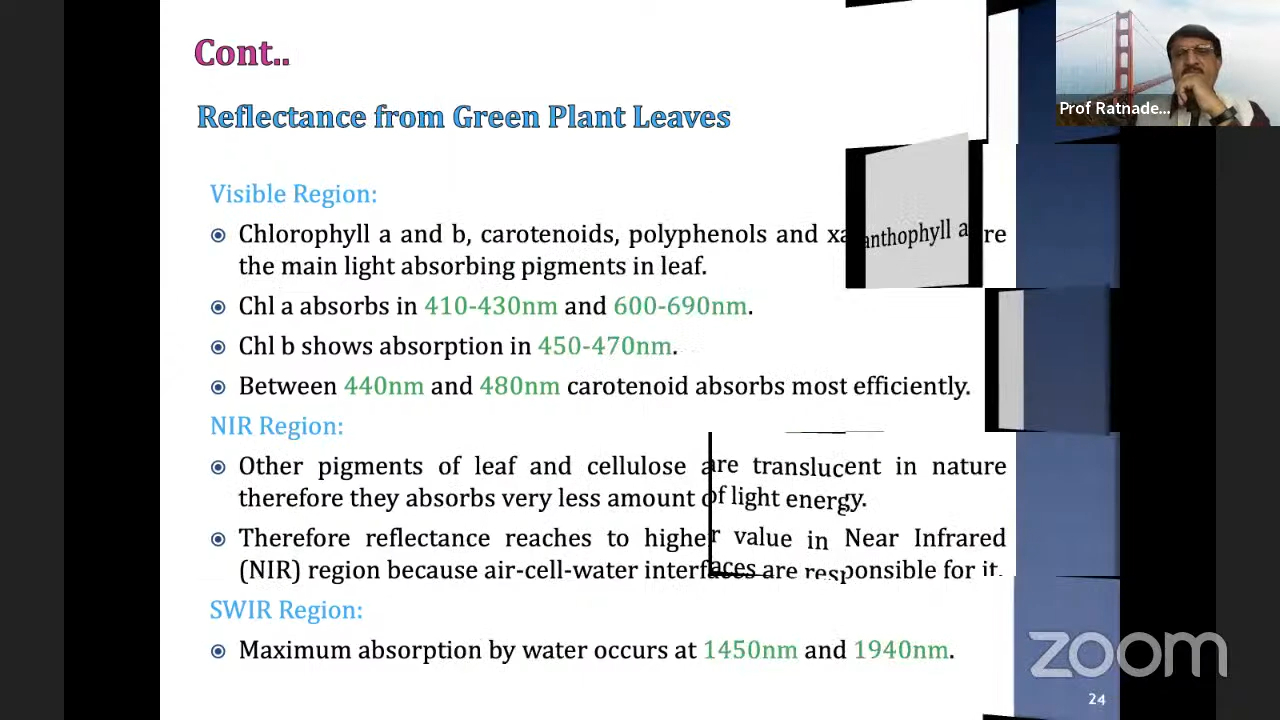 Cont..
Prof Ratnade...
Reflectance from Green Plant Leaves
Visible Region:
Chlorophyll a and b, carotenoids, polyphenols and xanthophyll are
the main light absorbing pigments in leaf.
Chl a absorbs in 410-430nm and 600-690nm.
Chl b shows absorption in 450-470nm.
Between 440nm and 480nm carotenoid absorbs most efficiently.
NIR Region:
Other pigments of leaf and cellulose are translucent in nature
therefore they absorbs very less amount of light energy.
Therefore reflectance reaches to higher value in Near Infrared
(NIR) region because air-cell-water interfaces are responsible for it.
SWIR Region:
Maximum absorption by water occurs at 1450nm and 1940nm.
zoom
24